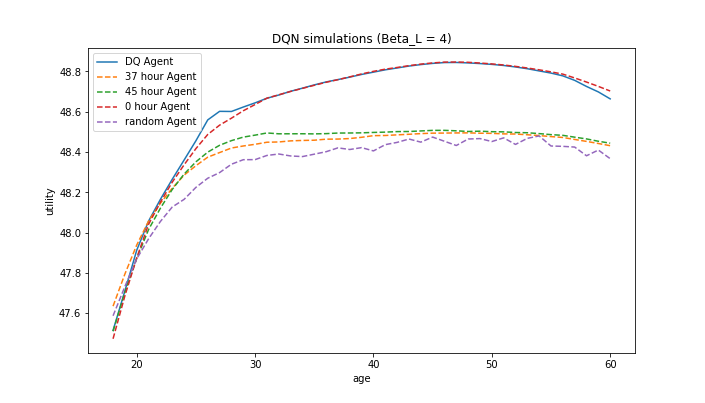 DQN simulations (Beta_L = 4)
DQ Agent
37 hour Agent
45 hour Agent
0 hour Agent
random Agent
48.8
48.6
48.4
48.2
48.0
47.8
47.6
utility
20
30
40
50
60
age